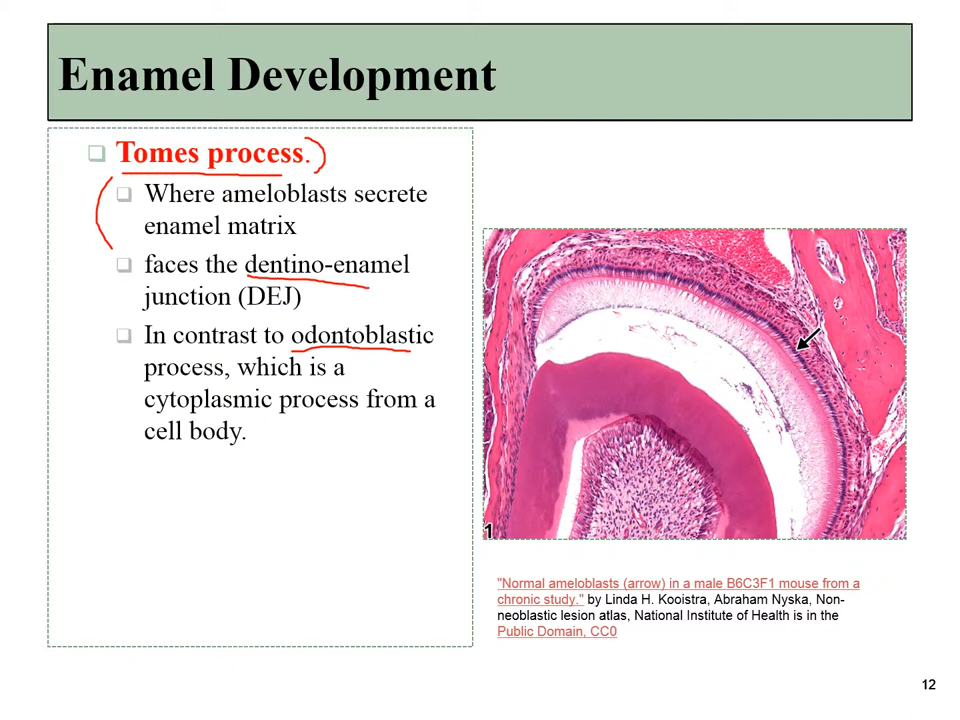 Enamel Development
Tomes process.
Where ameloblasts secrete
enamel matrix
faces the dentino-enamel
junction (DEJ)
In contrast to odontoblastic
process, which is a
cytoplasmic process from a
cell body.
1
"Normal ameloblasts (arrow) in a male B6C3F1 mouse from a
chronic study." by Linda H. Kooistra, Abraham Nyska, Non-
neoblastic lesion atlas, National Institute of Health is in the
Public Domain, CC0
12